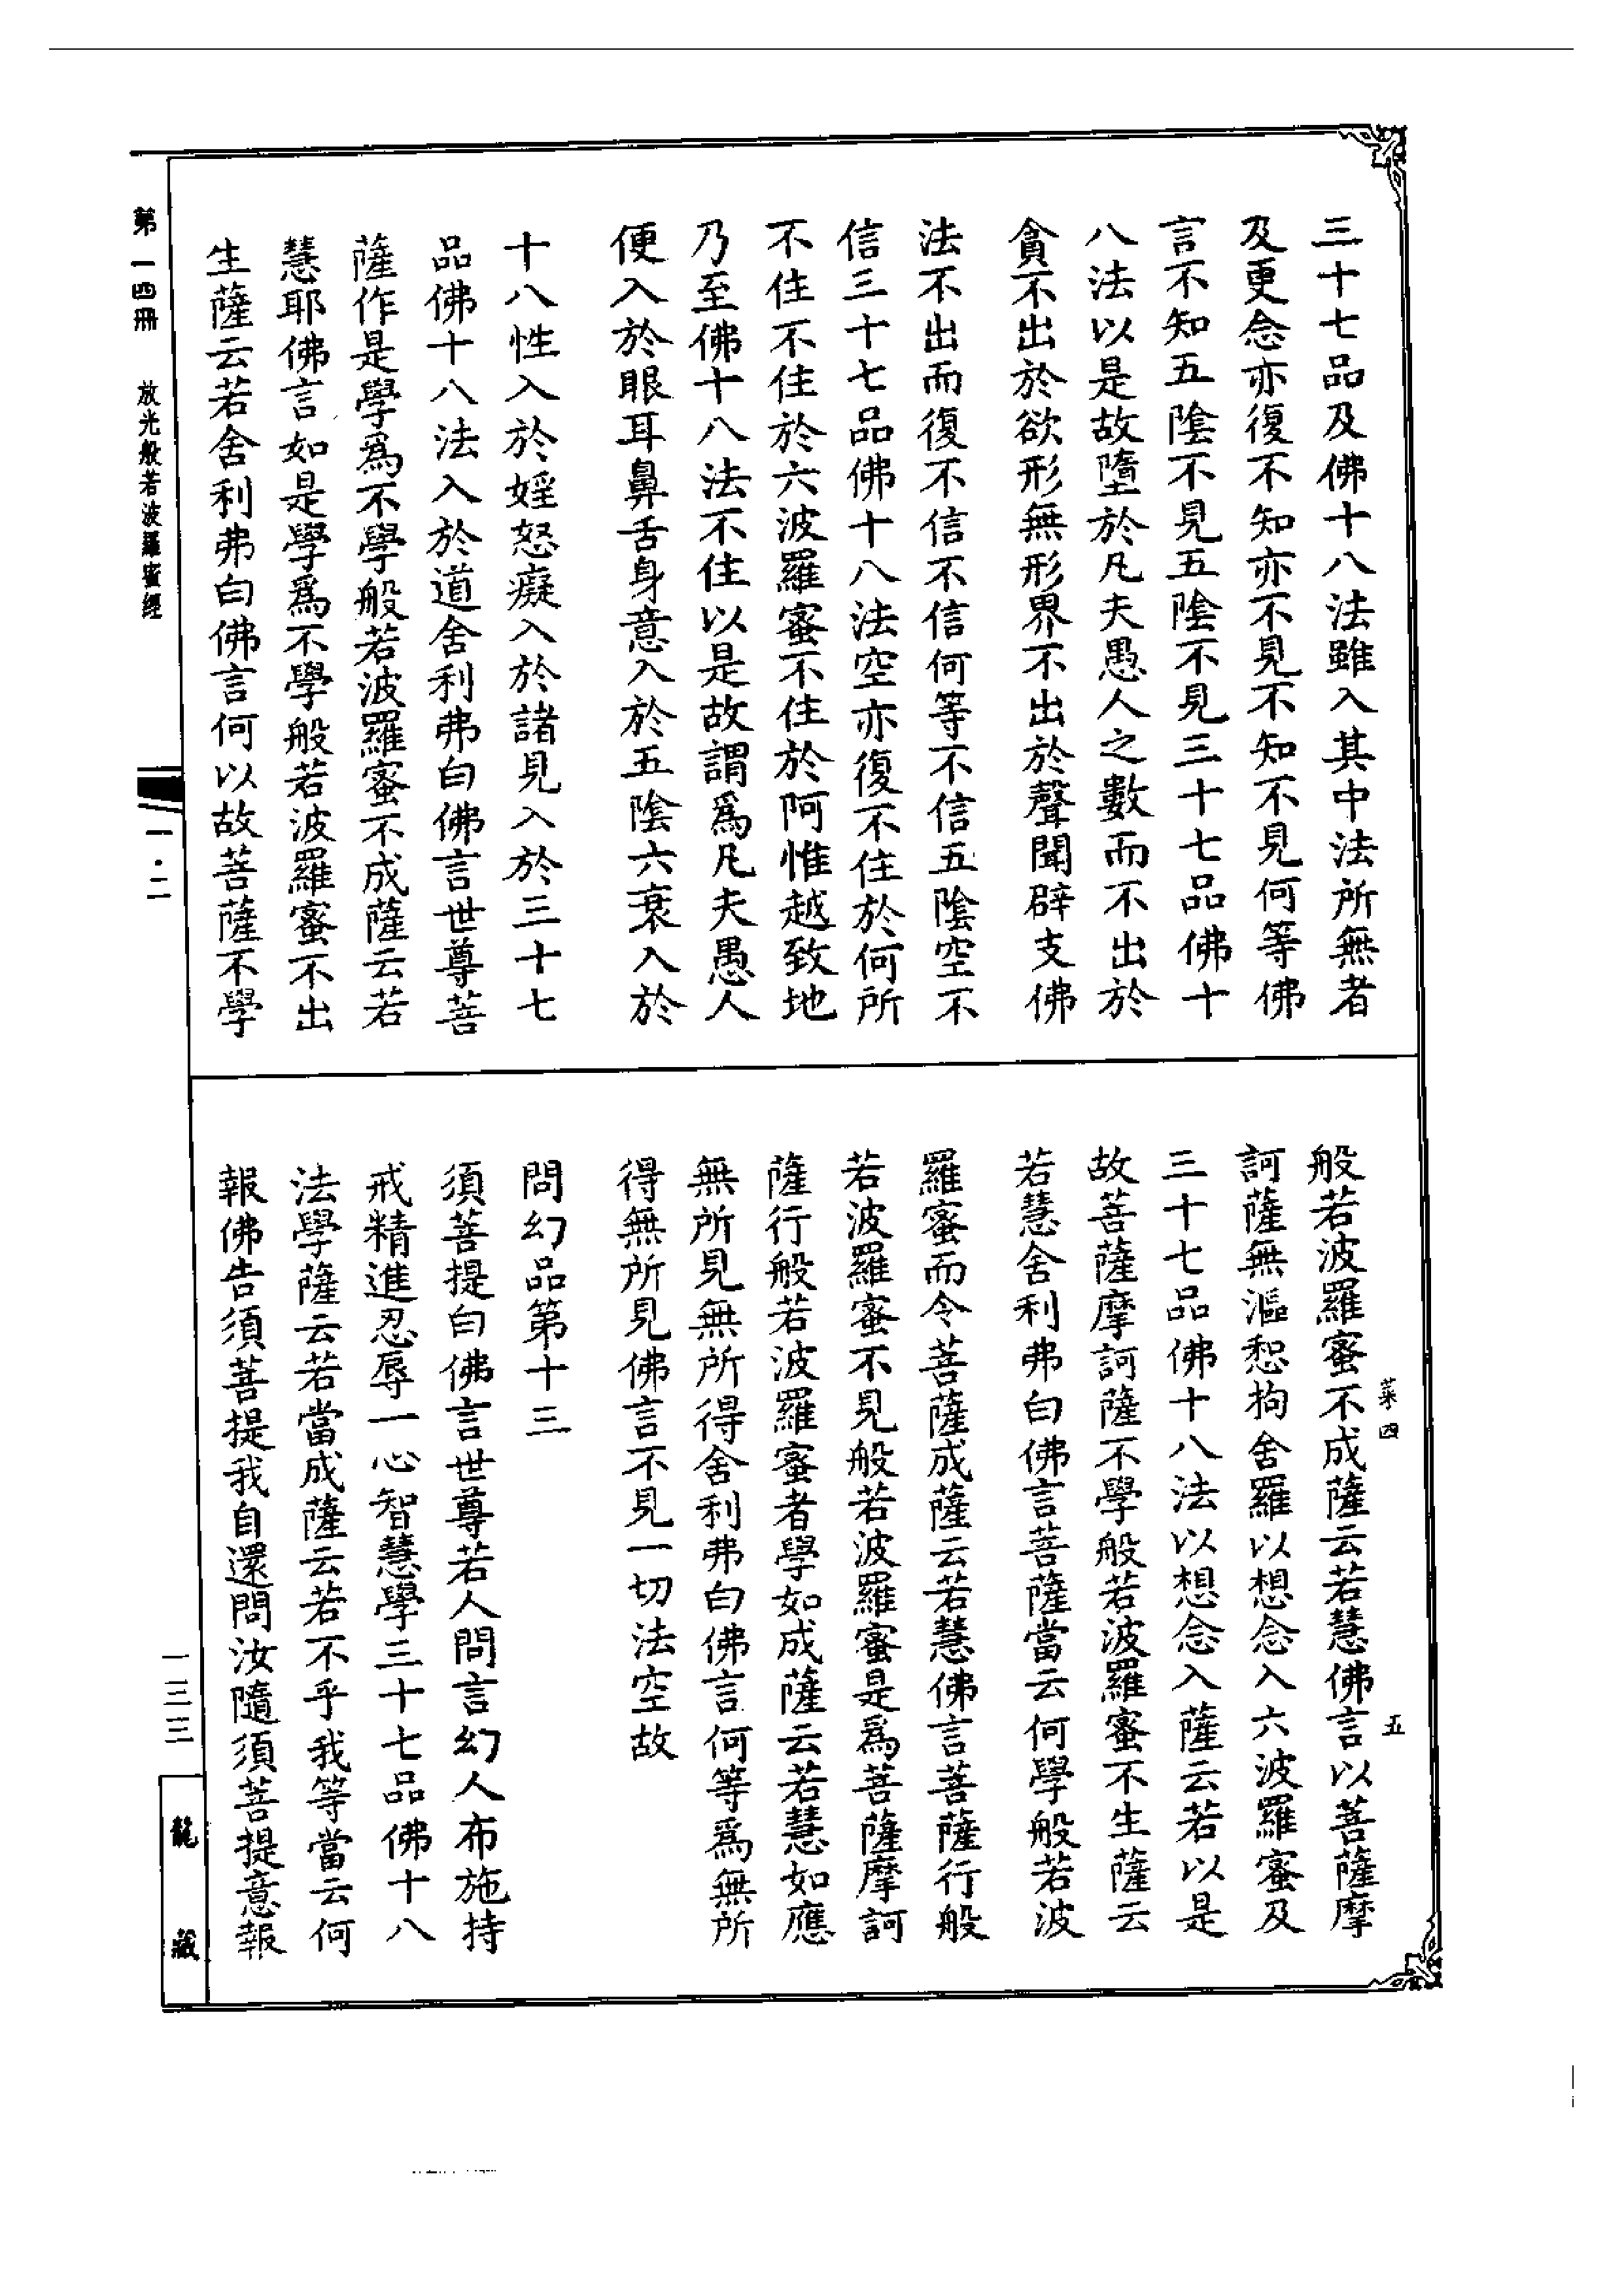 三十七品及佛十八法雖入其中法所無者
及更念亦復不知亦不見不知不見何等佛
言不知五陰不見五陰不見三十七品佛十
八法以是故墮於凡夫愚人之數而不出於
貪不出於欲形無形界不出於聲聞辟支佛
法不出而復不信不信何等不信五陰空不
信三十七品佛十八法空亦復不住於何所
不住不住於六波羅蜜不住於阿惟越致地
乃至佛十八法不住以是故謂爲凡夫愚人
便入於眼耳鼻舌身意入於五陰六衰入於
十八性入於婬怒癡入於諸見入於三十七
品佛十八法入於道舍利弗白佛言世尊菩
薩作是學爲不學般若波羅蜜不成薩云若
慧耶佛言如是學爲不學般若波羅蜜不出
生薩云若舍利弗白佛言何以故菩薩不學
般若波羅蜜不成薩云若慧佛言以菩薩摩
訶薩無漚惒拘舍羅以想念入六波羅蜜及
三十七品佛十八法以想念入薩云若以是
故菩薩摩訶薩不學般若波羅蜜不生薩云
若慧舍利弗白佛言菩薩當云何學般若波
羅蜜而令菩薩成薩云若慧佛言菩薩行般
若波羅蜜不見般若波羅蜜是爲菩薩摩訶
薩行般若波羅蜜者學如成薩云若慧如應
無所見無所得舍利弗白佛言何等爲無所
得無所見佛言不見一切法空故
問幻品第十三
須菩提白佛言世尊若人問言幻人布施持
戒精進忍辱一心智慧學三十七品佛十八
法學薩云若當成薩云若不乎我等當云何
報佛告須菩提我自還問汝隨須菩提意報
菜四
五
第一四冊
放光般若波羅蜜經
一·二
一三三
龍藏